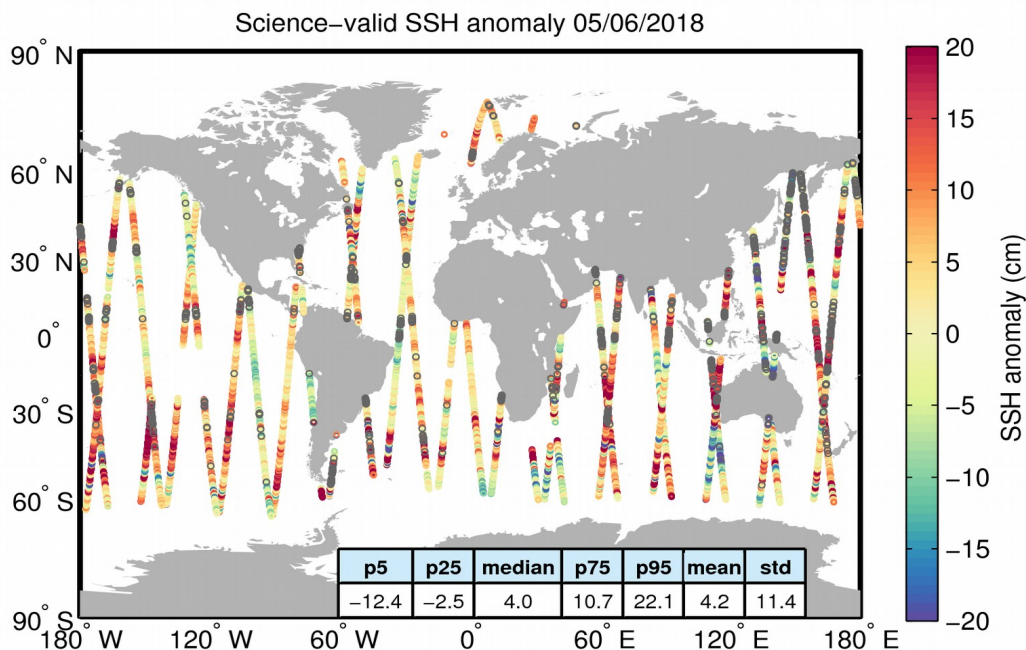 Science−valid SSH anomaly 05/06/2018
90° N
60° N
30° N
0°
30° S
60° S
90° S
180° W
120° W
60° W
0°
60° E
120° E
180° E
p5 p25 median p75 p95 mean std
−12.4 −2.5 4.0 10.7 22.1 4.2 11.4
20
15
10
5
0
−5
−10
−15
−20
SSH anomaly (cm)